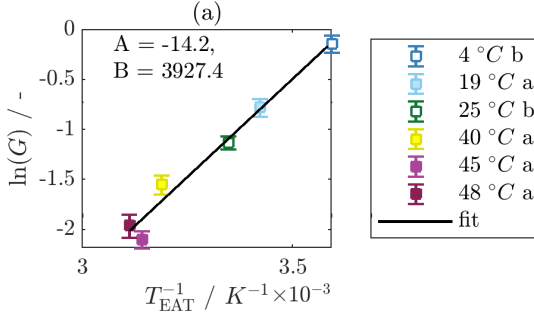 (a)
A = -14.2,
B = 3927.4
0
-0.5
-1
-1.5
-2
ln(G) / -
3
3.5
T_EAT^-1 / K^-1 ×10^-3
4 °C b
19 °C a
25 °C b
40 °C a
45 °C a
48 °C a
fit